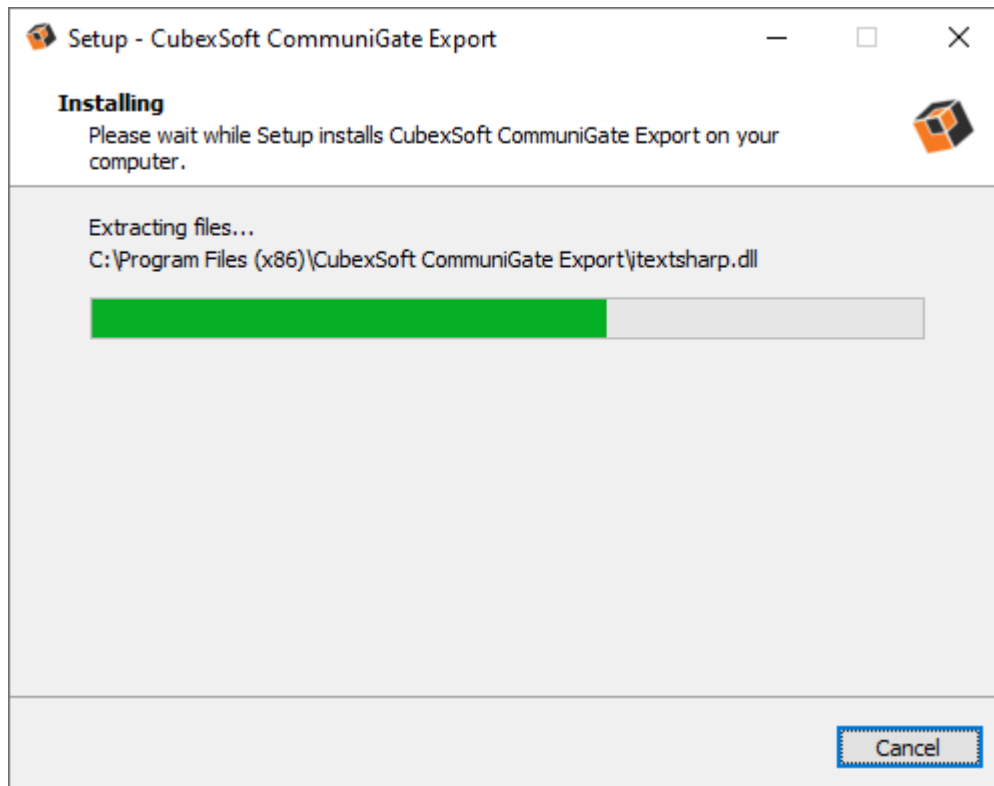 Setup - CubexSoft CommuniGate Export
Installing
Please wait while Setup installs CubexSoft CommuniGate Export on your
computer.
Extracting files...
C:\Program Files (x86)\CubexSoft CommuniGate Export\itextsharp.dll
Cancel